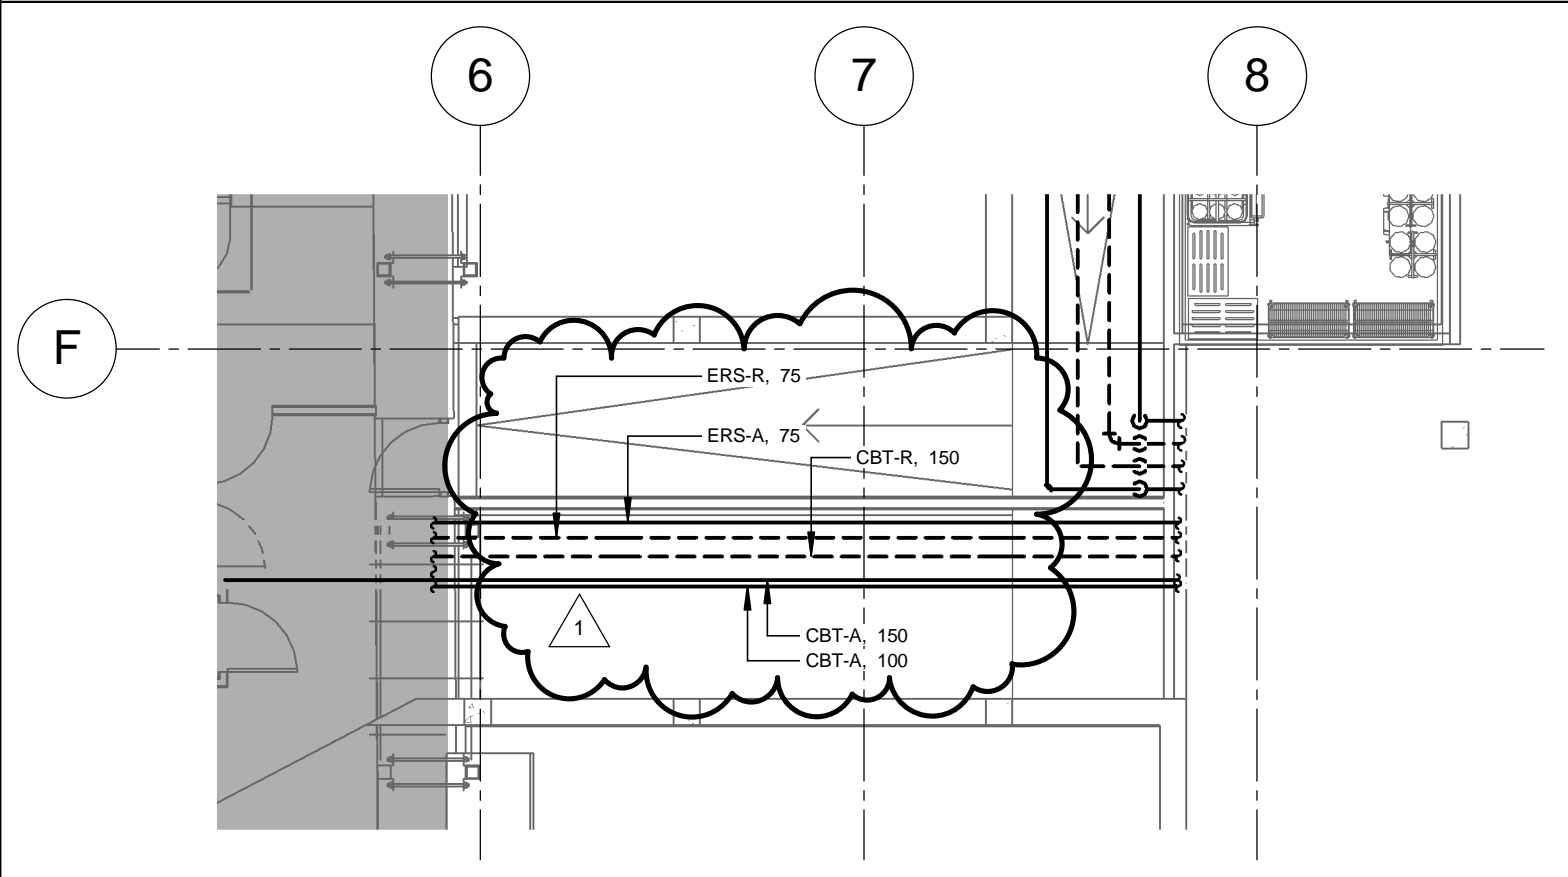 6
7
8
F
ERS-R, 75
ERS-A, 75
CBT-R, 150
1
CBT-A, 150
CBT-A, 100